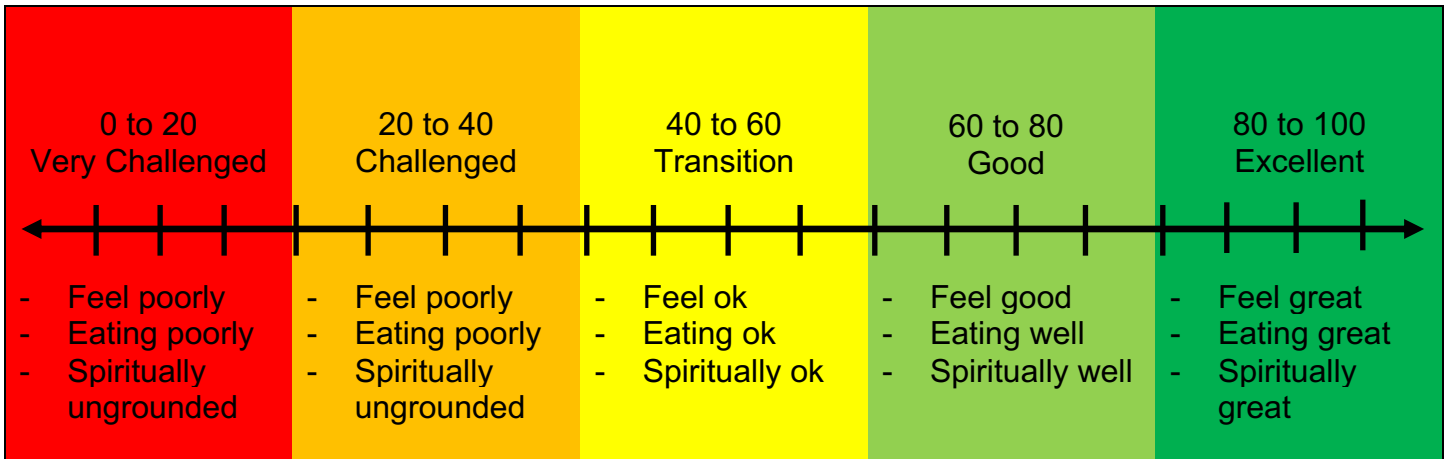 0 to 20
Very Challenged
20 to 40
Challenged
40 to 60
Transition
60 to 80
Good
80 to 100
Excellent
- Feel poorly
- Eating poorly
- Spiritually
ungrounded
- Feel poorly
- Eating poorly
- Spiritually
ungrounded
- Feel ok
- Eating ok
- Spiritually ok
- Feel good
- Eating well
- Spiritually well
- Feel great
- Eating great
- Spiritually
great